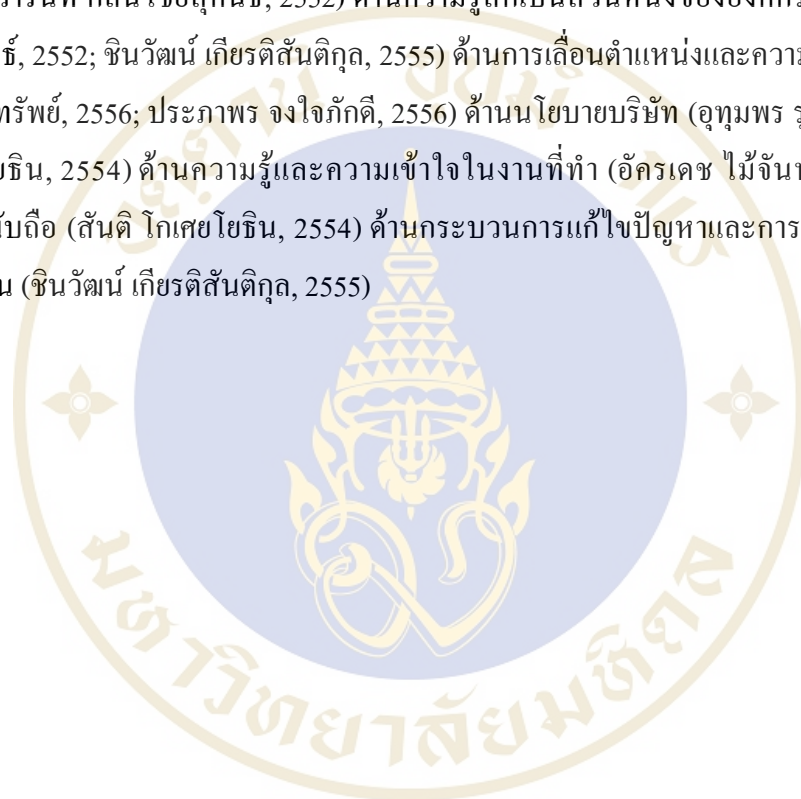 2552) ด้านความรู้สึกเป็นส่วนหนึ่งขององค์กร
2552; ชินวัฒน์ เกียรติสันติกุล, 2555) ด้านการเลื่อนตำแหน่งและความ
ทรัพย์, 2556; ประภาพร จงใจภักดี, 2556) ด้านนโยบายบริษัท (อุทุมพร
ยธิน, 2554) ด้านความรู้และความเข้าใจในงานที่ทำ (อัครเดช ไม้จันทร์
นับถือ (สันติ โกเศยโยธิน, 2554) ด้านกระบวนการแก้ไขปัญหาและการ
น (ชินวัฒน์ เกียรติสันติกุล, 2555)
อตฺตานํ อุปมํ กเร
มหาวิทยาลัยมหิดล